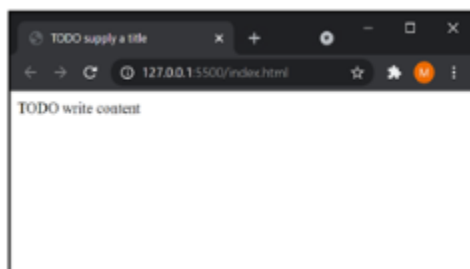 TODO supply a title
127.0.0.1:5500/index.html
M
TODO write content